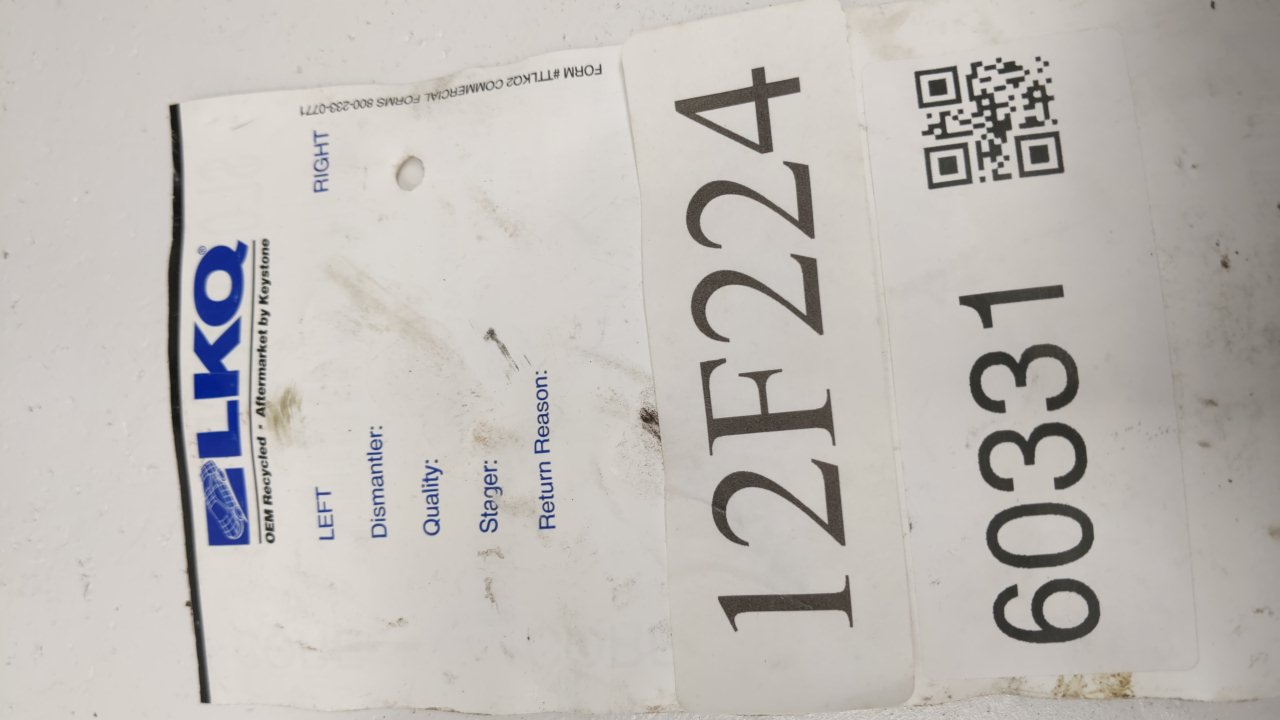 LKQ®
OEM Recycled • Aftermarket by Keystone
LEFT RIGHT
Dismantler:
Quality:
Stager:
Return Reason:
FORM #TTLKQ2 COMMERCIAL FORMS 800-233-0771
12F224
60331